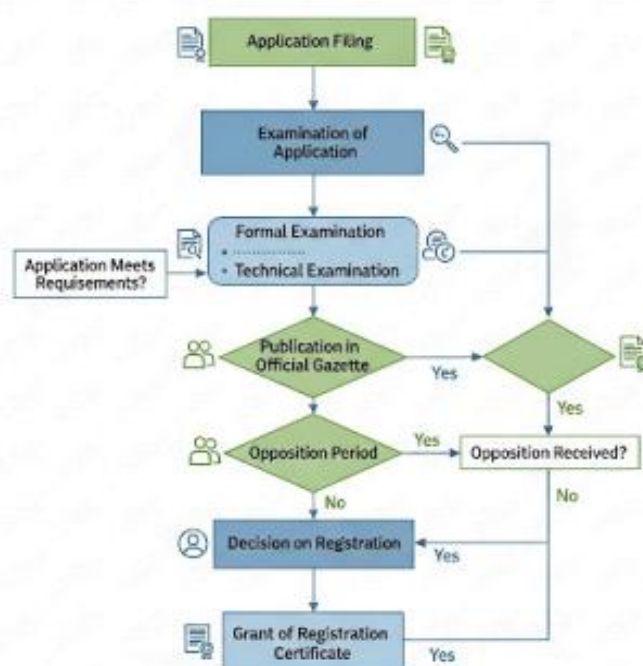 Application Filing
Examination of
Application
Formal Examination
• ...............
• Technical Examination
Application Meets
Requisements?
Publication in
Official Gazette
Yes
Yes
Opposition Period
Yes
Opposition Received?
No
No
Decision on Registration
Yes
Grant of Registration
Certificate
Yes